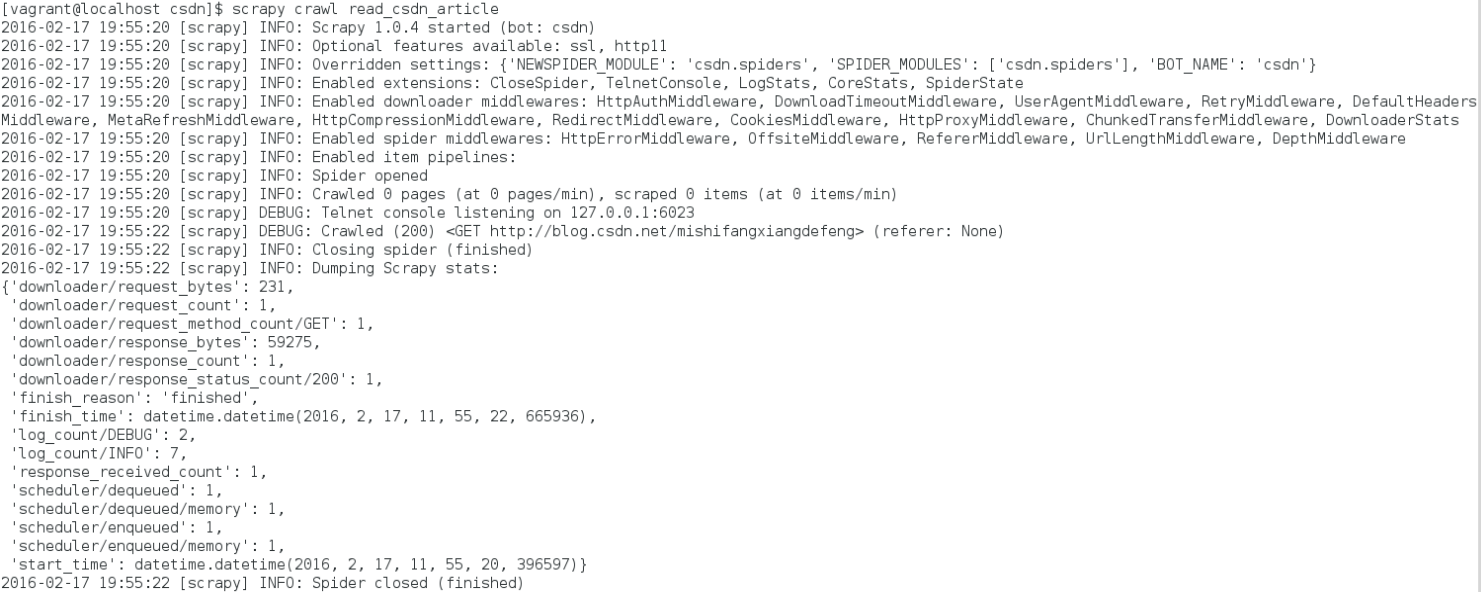 [vagrant@localhost csdn]$ scrapy crawl read_csdn_article
2016-02-17 19:55:20 [scrapy] INFO: Scrapy 1.0.4 started (bot: csdn)
2016-02-17 19:55:20 [scrapy] INFO: Optional features available: ssl, http11
2016-02-17 19:55:20 [scrapy] INFO: Overridden settings: {'NEWSPIDER_MODULE': 'csdn.spiders', 'SPIDER_MODULES': ['csdn.spiders'], 'BOT_NAME': 'csdn'}
2016-02-17 19:55:20 [scrapy] INFO: Enabled extensions: CloseSpider, TelnetConsole, LogStats, CoreStats, SpiderState
2016-02-17 19:55:20 [scrapy] INFO: Enabled downloader middlewares: HttpAuthMiddleware, DownloadTimeoutMiddleware, UserAgentMiddleware, RetryMiddleware, DefaultHeaders
Middleware, MetaRefreshMiddleware, HttpCompressionMiddleware, RedirectMiddleware, CookiesMiddleware, HttpProxyMiddleware, ChunkedTransferMiddleware, DownloaderStats
2016-02-17 19:55:20 [scrapy] INFO: Enabled spider middlewares: HttpErrorMiddleware, OffsiteMiddleware, RefererMiddleware, UrlLengthMiddleware, DepthMiddleware
2016-02-17 19:55:20 [scrapy] INFO: Enabled item pipelines:
2016-02-17 19:55:20 [scrapy] INFO: Spider opened
2016-02-17 19:55:20 [scrapy] INFO: Crawled 0 pages (at 0 pages/min), scraped 0 items (at 0 items/min)
2016-02-17 19:55:20 [scrapy] DEBUG: Telnet console listening on 127.0.0.1:6023
2016-02-17 19:55:22 [scrapy] DEBUG: Crawled (200) <GET http://blog.csdn.net/mishifangxiangdefeng> (referer: None)
2016-02-17 19:55:22 [scrapy] INFO: Closing spider (finished)
2016-02-17 19:55:22 [scrapy] INFO: Dumping Scrapy stats:
{'downloader/request_bytes': 231,
 'downloader/request_count': 1,
 'downloader/request_method_count/GET': 1,
 'downloader/response_bytes': 59275,
 'downloader/response_count': 1,
 'downloader/response_status_count/200': 1,
 'finish_reason': 'finished',
 'finish_time': datetime.datetime(2016, 2, 17, 11, 55, 22, 665936),
 'log_count/DEBUG': 2,
 'log_count/INFO': 7,
 'response_received_count': 1,
 'scheduler/dequeued': 1,
 'scheduler/dequeued/memory': 1,
 'scheduler/enqueued': 1,
 'scheduler/enqueued/memory': 1,
 'start_time': datetime.datetime(2016, 2, 17, 11, 55, 20, 396597)}
2016-02-17 19:55:22 [scrapy] INFO: Spider closed (finished)